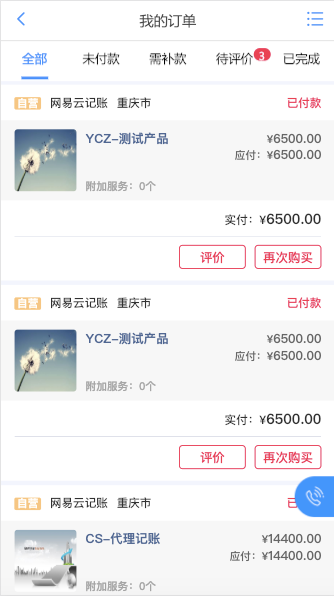 我的订单
全部 未付款 需补款 待评价 3 已完成
自营 网易云记账 重庆市 已付款
YCZ-测试产品 ¥6500.00
应付：¥6500.00
附加服务：0个
实付：¥6500.00
评价 再次购买
自营 网易云记账 重庆市 已付款
YCZ-测试产品 ¥6500.00
应付：¥6500.00
附加服务：0个
实付：¥6500.00
评价 再次购买
自营 网易云记账 重庆市 已
CS-代理记账 ¥14400.00
应付：¥14400.00
附加服务：0个